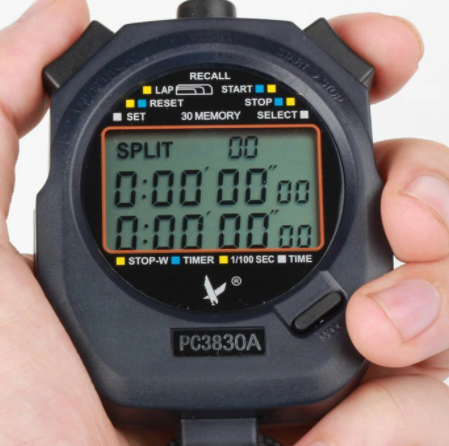 RECALL
LAP START
RESET STOP
SET 30 MEMORY SELECT
SPLIT 00
0:00'00"00
0:00'00"00
STOP-W TIMER 1/100 SEC TIME
®
PC3830A